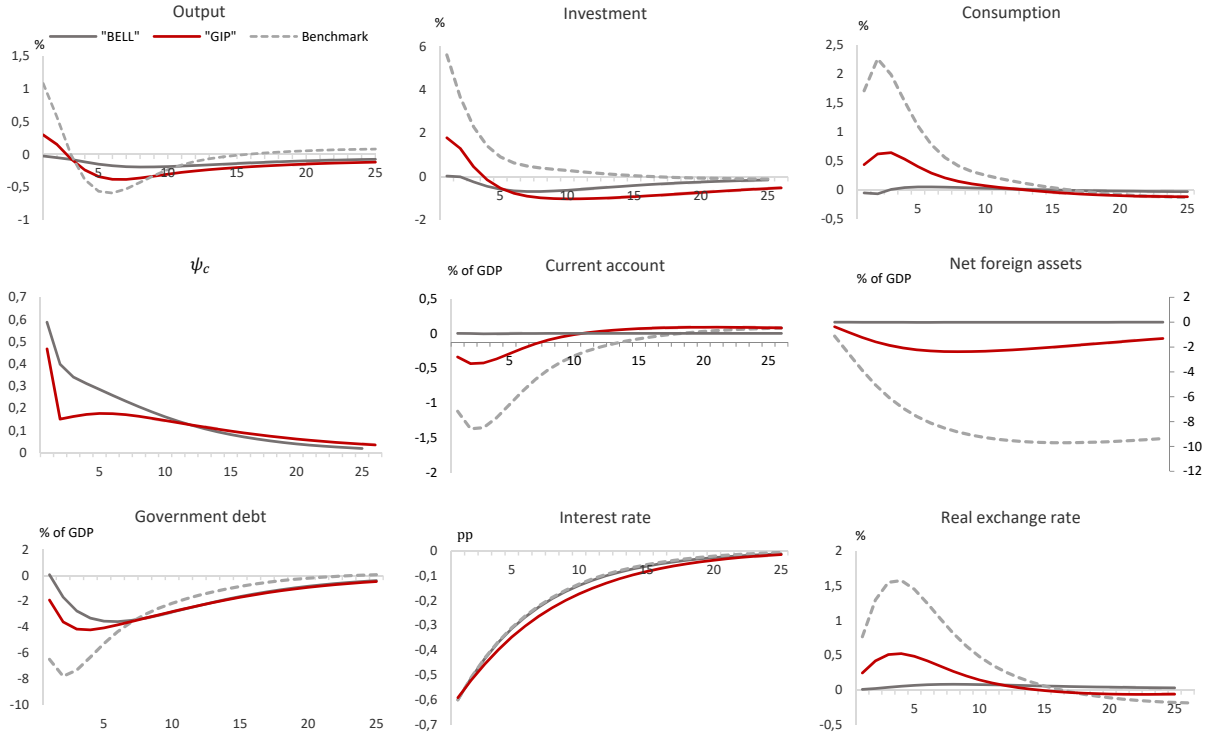 Output
Investment
Consumption
"BELL" "GIP" Benchmark
%
1,5
1
0,5
0
-0,5
-1
5 10 15 20 25
%
6
4
2
0
-2
5 10 15 20 25
%
2,5
2
1,5
1
0,5
0
-0,5
5 10 15 20 25
ψc
Current account
Net foreign assets
0,7
0,6
0,5
0,4
0,3
0,2
0,1
0
5 10 15 20 25
% of GDP
0,5
0
-0,5
-1
-1,5
-2
5 10 15 20 25
% of GDP
2
0
-2
-4
-6
-8
-10
-12
Government debt
Interest rate
Real exchange rate
% of GDP
2
0
-2
-4
-6
-8
-10
5 10 15 20 25
pp
0
-0,1
-0,2
-0,3
-0,4
-0,5
-0,6
-0,7
5 10 15 20 25
%
2
1,5
1
0,5
0
-0,5
5 10 15 20 25